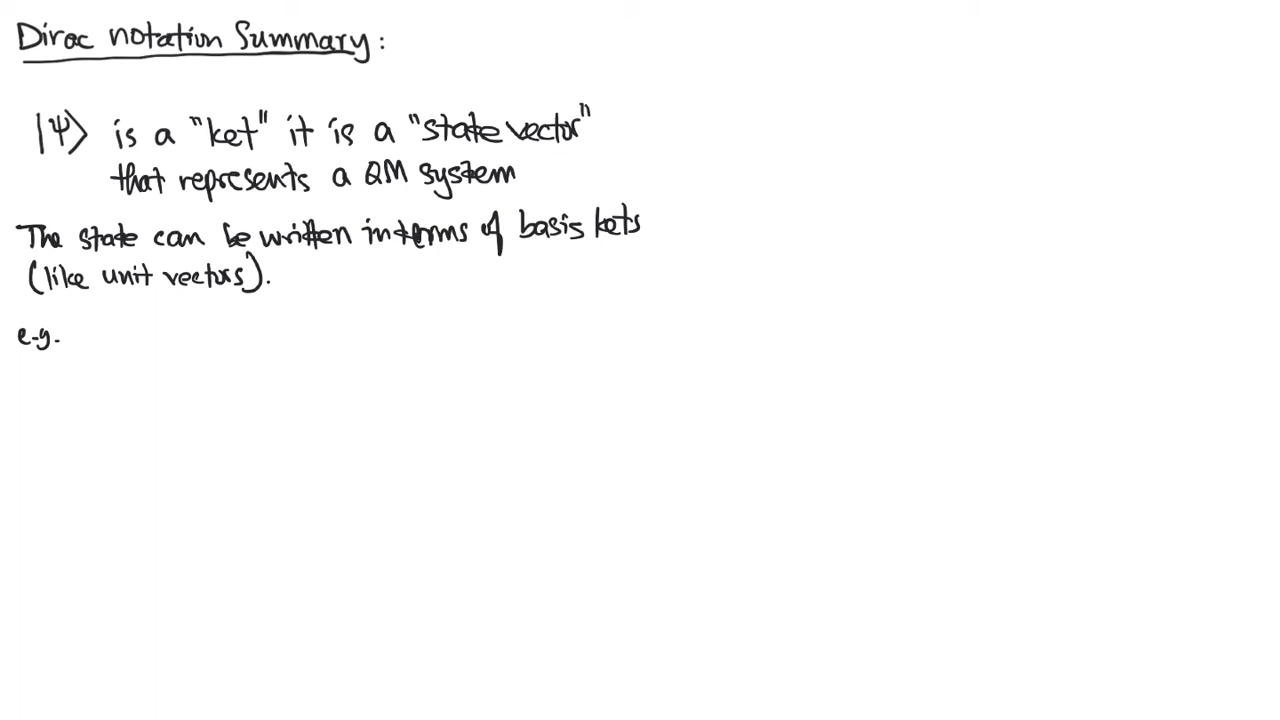 Dirac notation Summary:
|Ψ⟩ is a "ket" it is a "state vector"
that represents a QM system
The state can be written in terms of basis kets
(like unit vectors).
e.g.